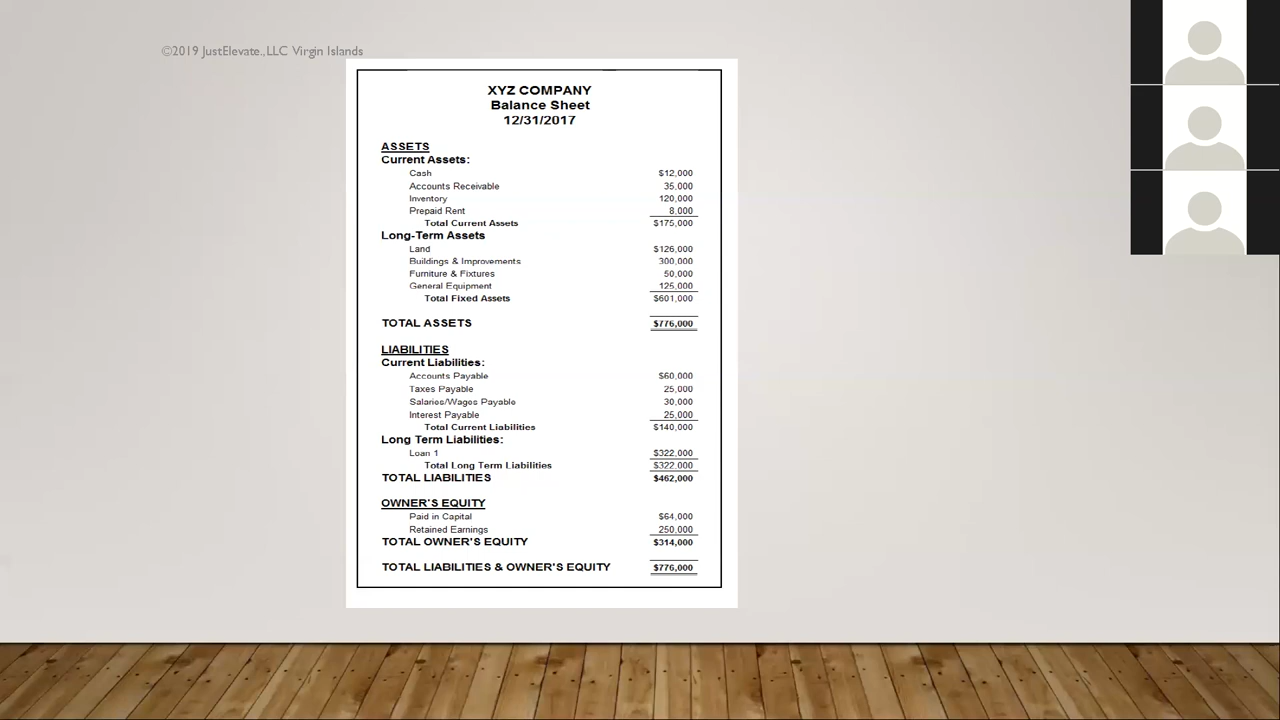 ©2019 JustElevate.,LLC Virgin Islands
XYZ COMPANY
Balance Sheet
12/31/2017
ASSETS
Current Assets:
Cash $12,000
Accounts Receivable 35,000
Inventory 120,000
Prepaid Rent 8,000
Total Current Assets $175,000
Long-Term Assets
Land $126,000
Buildings & Improvements 300,000
Furniture & Fixtures 50,000
General Equipment 125,000
Total Fixed Assets $601,000
TOTAL ASSETS $776,000
LIABILITIES
Current Liabilities:
Accounts Payable $60,000
Taxes Payable 25,000
Salaries/Wages Payable 30,000
Interest Payable 25,000
Total Current Liabilities $140,000
Long Term Liabilities:
Loan 1 $322,000
Total Long Term Liabilities $322,000
TOTAL LIABILITIES $462,000
OWNER'S EQUITY
Paid in Capital $64,000
Retained Earnings 250,000
TOTAL OWNER'S EQUITY $314,000
TOTAL LIABILITIES & OWNER'S EQUITY $776,000